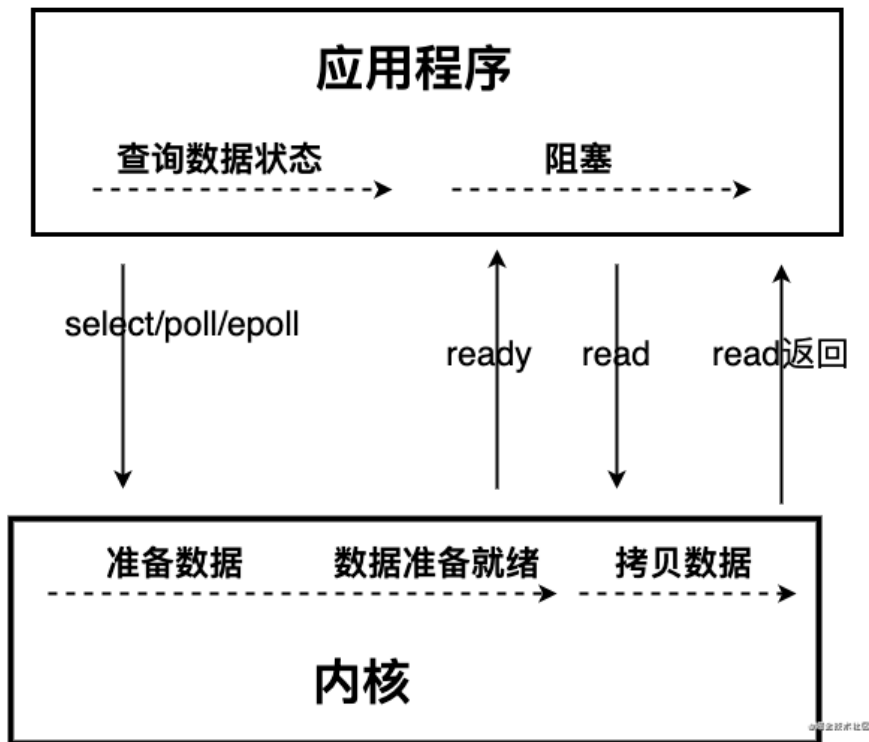 应用程序
查询数据状态
阻塞
select/poll/epoll
ready
read
read返回
准备数据
数据准备就绪
拷贝数据
内核